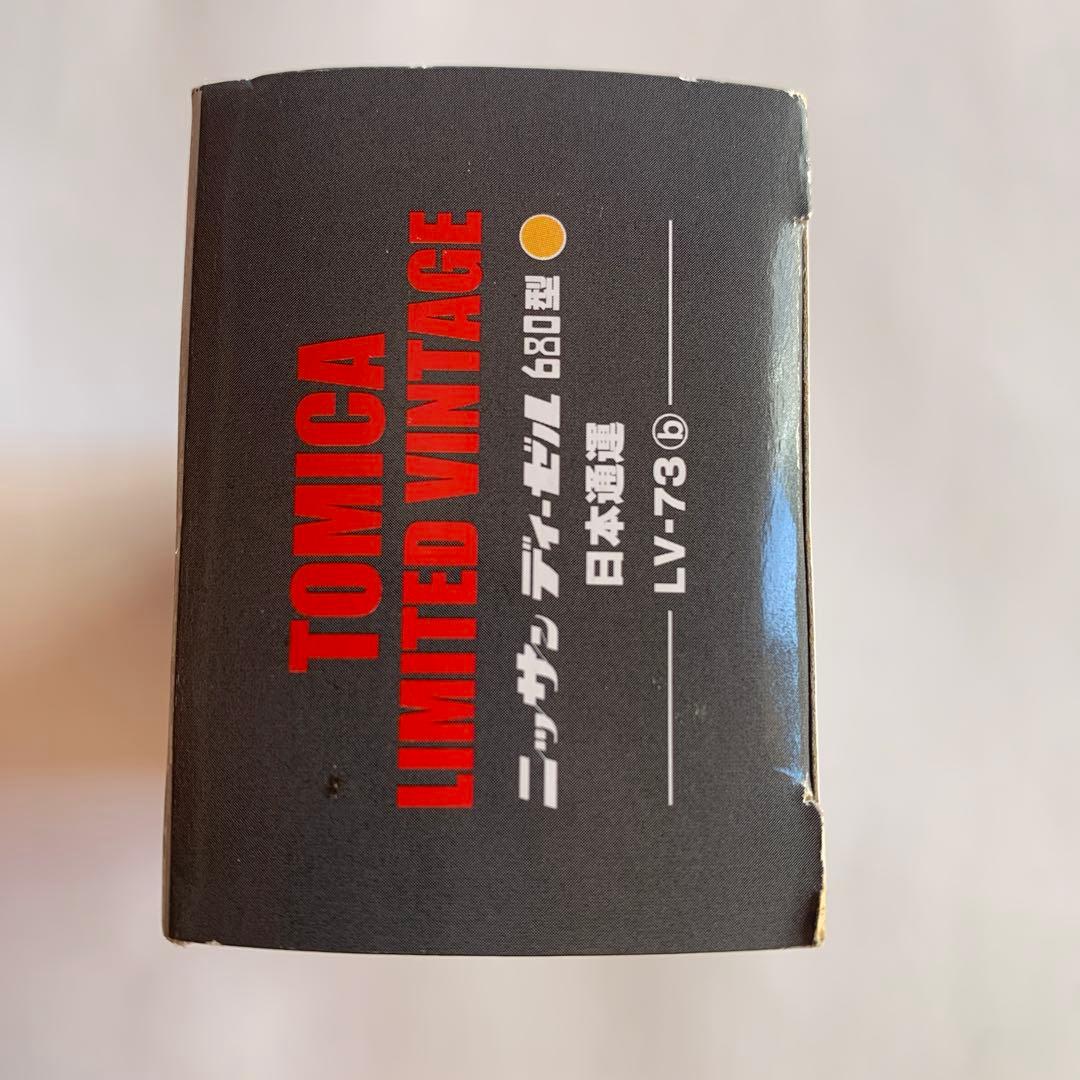 TOMICA
LIMITED VINTAGE
ニッサン ディーゼル 680型
日本通運
LV-73ⓑ